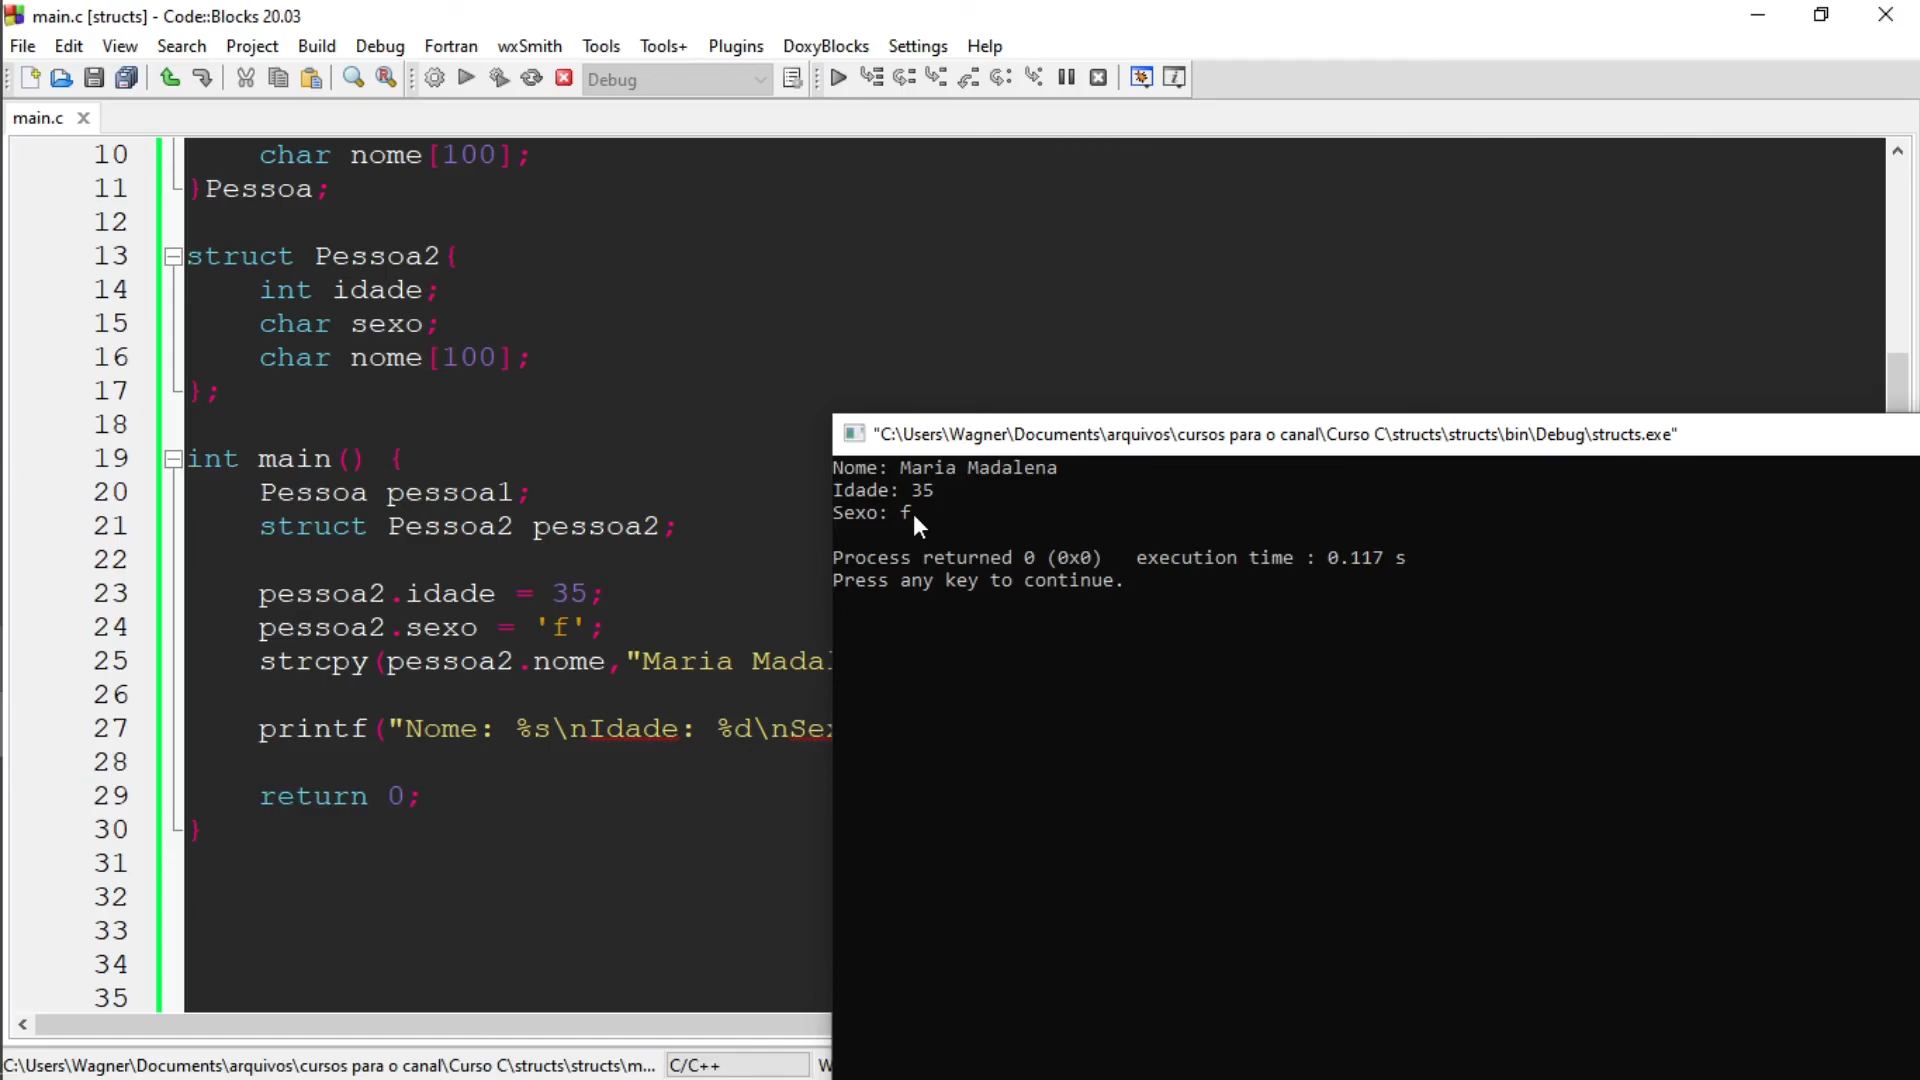 main.c [structs] - Code::Blocks 20.03
File Edit View Search Project Build Debug Fortran wxSmith Tools Tools+ Plugins DoxyBlocks Settings Help
Debug
main.c
10 char nome[100];
11 }Pessoa;
12
13 struct Pessoa2{
14 int idade;
15 char sexo;
16 char nome[100];
17 };
18
19 int main() {
20 Pessoa pessoa1;
21 struct Pessoa2 pessoa2;
22
23 pessoa2.idade = 35;
24 pessoa2.sexo = 'f';
25 strcpy(pessoa2.nome,"Maria Madal
26
27 printf("Nome: %s\nIdade: %d\nSex
28
29 return 0;
30 }
31
32
33
34
35
"C:\Users\Wagner\Documents\arquivos\cursos para o canal\Curso C\structs\structs\bin\Debug\structs.exe"
Nome: Maria Madalena
Idade: 35
Sexo: f
Process returned 0 (0x0) execution time : 0.117 s
Press any key to continue.
C:\Users\Wagner\Documents\arquivos\cursos para o canal\Curso C\structs\structs\m... C/C++ W